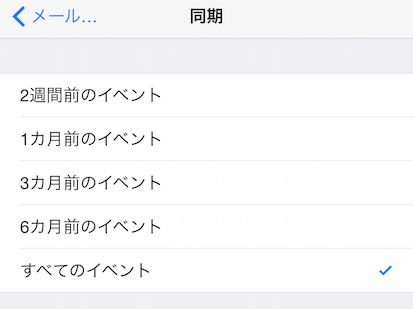 メール... 同期
2週間前のイベント
1カ月前のイベント
3カ月前のイベント
6カ月前のイベント
すべてのイベント